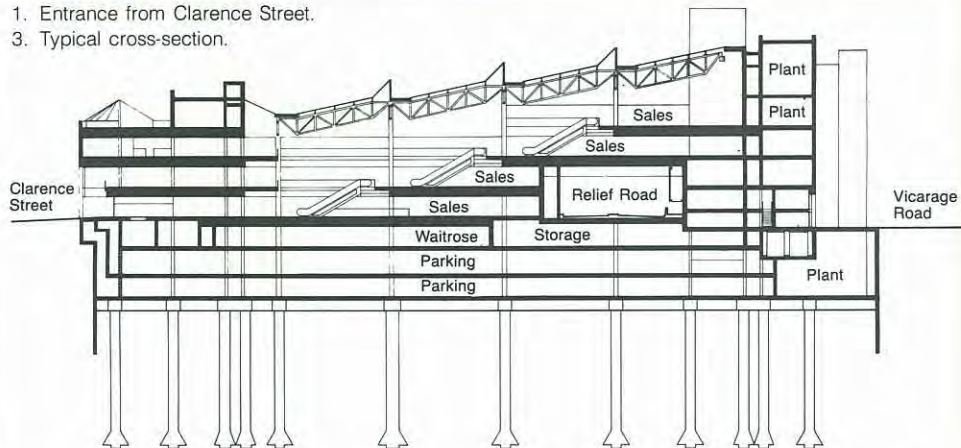 1. Entrance from Clarence Street.
3. Typical cross-section.
Plant
Plant
Sales
Sales
Sales
Relief Road
Clarence
Street
Sales
Vicarage
Road
Waitrose
Storage
Parking
Plant
Parking